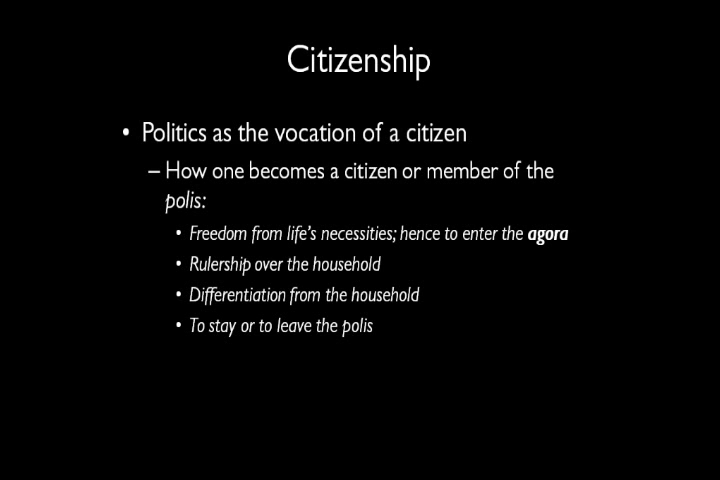 Citizenship
• Politics as the vocation of a citizen
– How one becomes a citizen or member of the
polis:
• Freedom from life's necessities; hence to enter the agora
• Rulership over the household
• Differentiation from the household
• To stay or to leave the polis